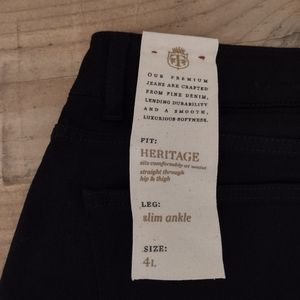 Our premium
jeans are crafted
from fine denim,
lending durability
and a smooth,
luxurious softness.
FIT:
HERITAGE
sits comfortably at waist
straight through
hip & thigh
LEG:
slim ankle
SIZE:
4L